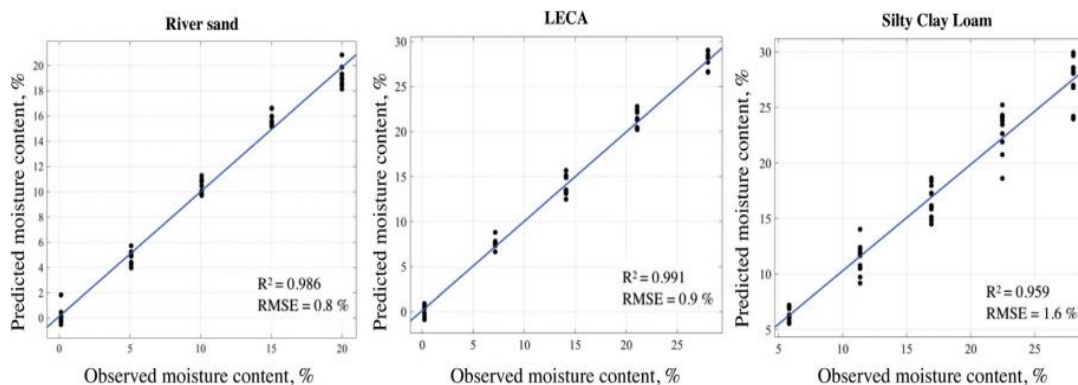 River sand
Predicted moisture content, %
20
18
16
14
12
10
8
6
4
2
0
R² = 0.986
RMSE = 0.8 %
0 5 10 15 20
Observed moisture content, %
LECA
Predicted moisture content, %
30
25
20
15
10
5
0
R² = 0.991
RMSE = 0.9 %
0 5 10 15 20 25
Observed moisture content, %
Silty Clay Loam
Predicted moisture content, %
30
25
20
15
10
5
R² = 0.959
RMSE = 1.6 %
5 10 15 20 25
Observed moisture content, %